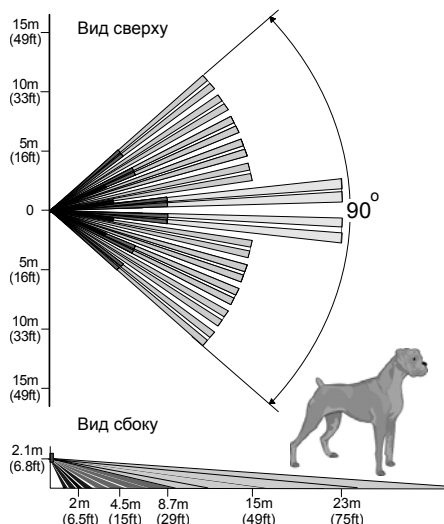 15m
(49ft)
Вид сверху
10m
(33ft)
5m
(16ft)
0
90°
5m
(16ft)
10m
(33ft)
15m
(49ft)
Вид сбоку
2.1m
(6.8ft)
2m
(6.5ft)
4.5m
(15ft)
8.7m
(29ft)
15m
(49ft)
23m
(75ft)